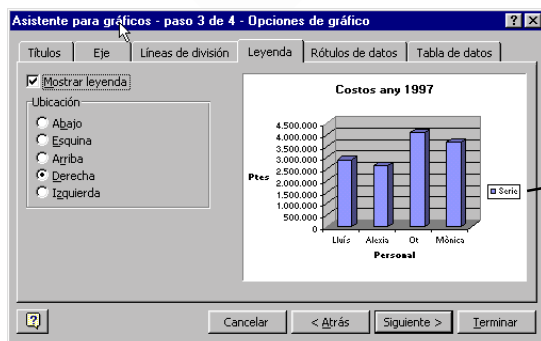 Asistente para gráficos - paso 3 de 4 - Opciones de gráfico
Títulos
Eje
Líneas de división
Leyenda
Rótulos de datos
Tabla de datos
Mostrar leyenda
Ubicación
Abajo
Esquina
Arriba
Derecha
Izquierda
Costos any 1997
4.500.000
4.000.000
3.500.000
3.000.000
2.500.000
2.000.000
1.500.000
1.000.000
500.000
0
Ptes
Lluís Alexia Ot Mònica
Personal
Serie
Cancelar
< Atrás
Siguiente >
Terminar